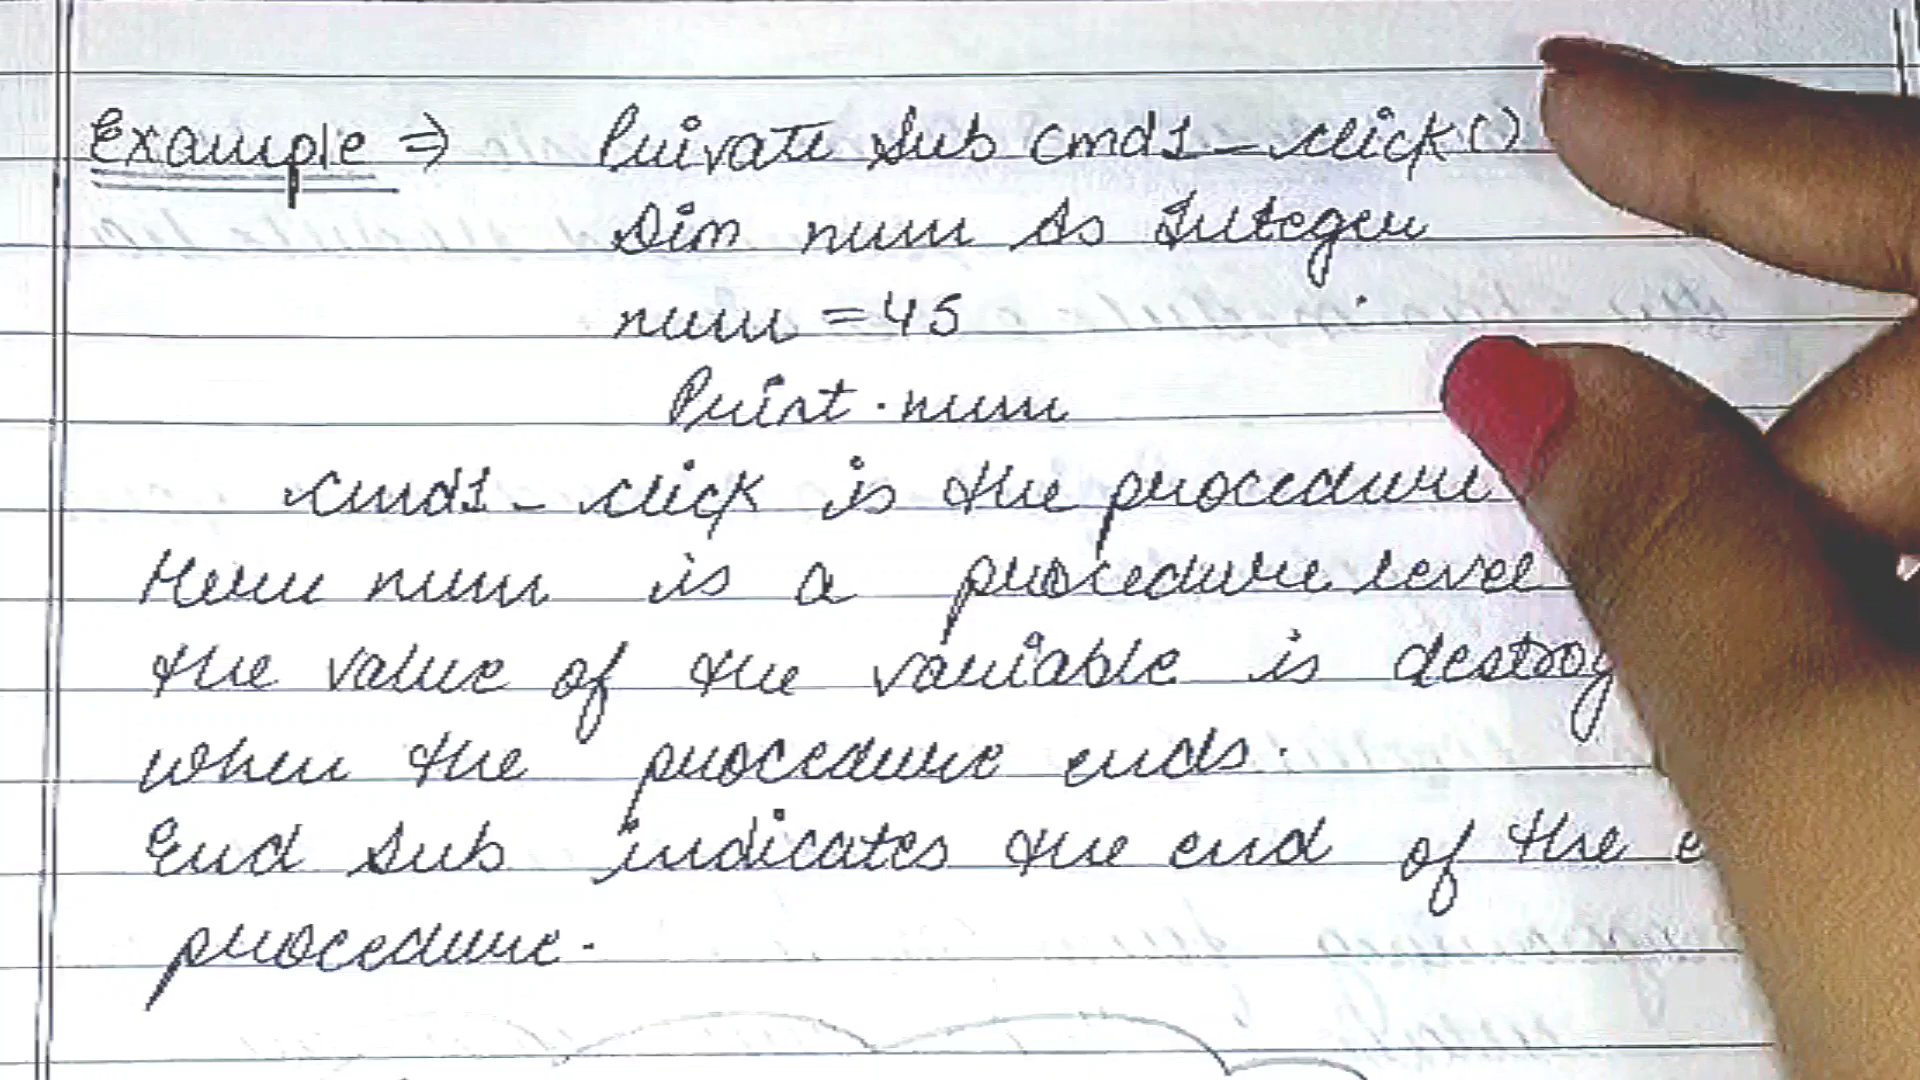 Example ⇒ Private Sub cmd1_click()
Dim num As Integer
num = 45
Print.num
cmd1_click is the procedure
Here num is a procedure level
the value of the variable is destroy
when the procedure ends.
End Sub indicates the end of the e
procedure.